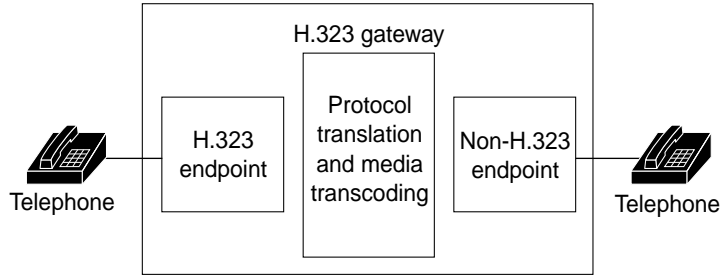 H.323 gateway
Telephone
H.323
endpoint
Protocol
translation
and media
transcoding
Non-H.323
endpoint
Telephone